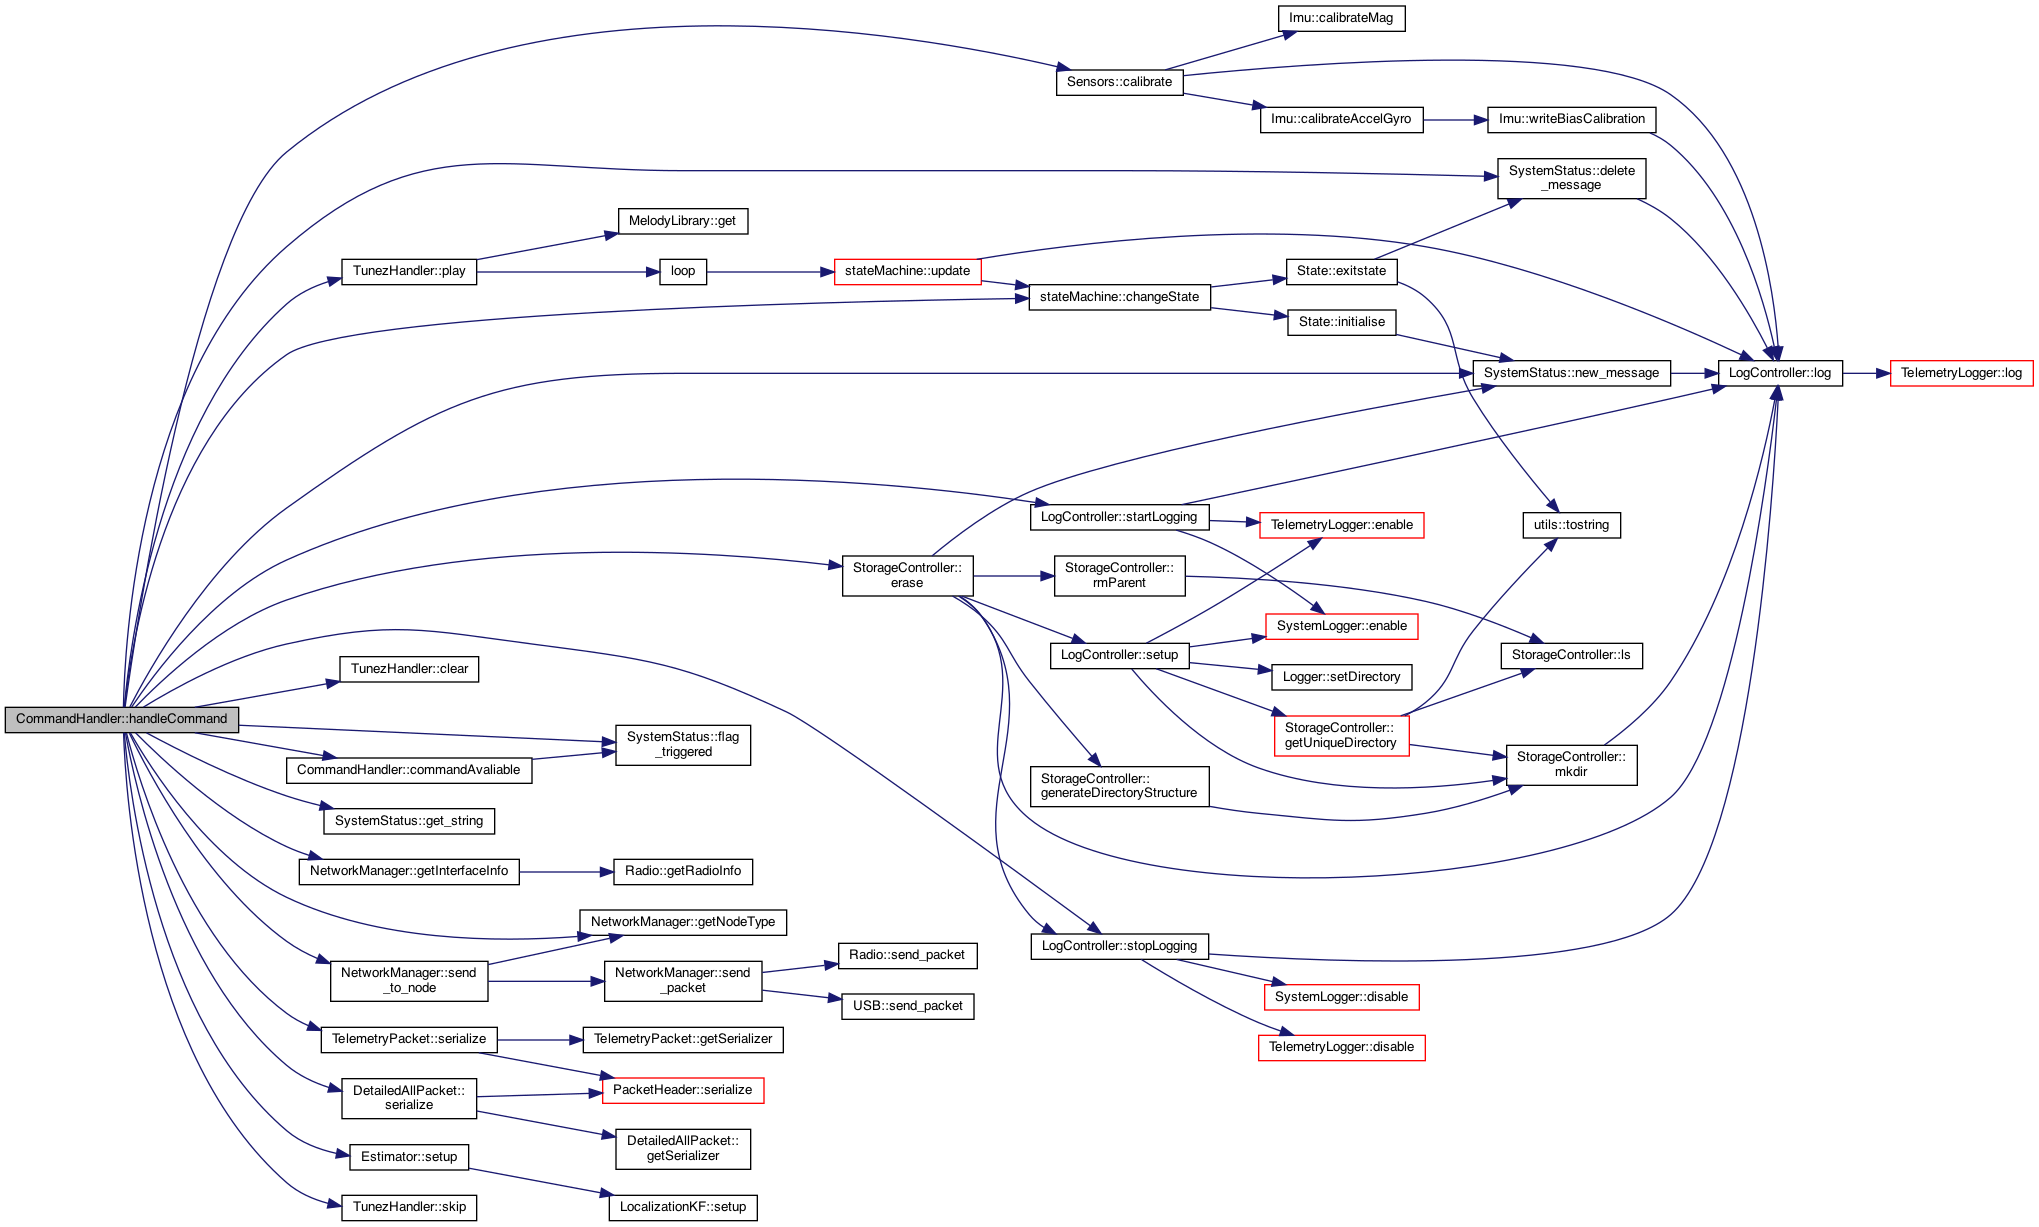 Imu::calibrateMag
Sensors::calibrate
Imu::calibrateAccelGyro
Imu::writeBiasCalibration
SystemStatus::delete
_message
MelodyLibrary::get
TunezHandler::play
loop
stateMachine::update
State::exitstate
stateMachine::changeState
State::initialise
SystemStatus::new_message
LogController::log
TelemetryLogger::log
LogController::startLogging
TelemetryLogger::enable
utils::tostring
StorageController::
erase
StorageController::
rmParent
SystemLogger::enable
LogController::setup
StorageController::ls
TunezHandler::clear
Logger::setDirectory
CommandHandler::handleCommand
SystemStatus::flag
_triggered
StorageController::
getUniqueDirectory
CommandHandler::commandAvaliable
StorageController::
mkdir
StorageController::
generateDirectoryStructure
SystemStatus::get_string
NetworkManager::getInterfaceInfo
Radio::getRadioInfo
NetworkManager::getNodeType
LogController::stopLogging
NetworkManager::send
_to_node
NetworkManager::send
_packet
Radio::send_packet
USB::send_packet
SystemLogger::disable
TelemetryPacket::serialize
TelemetryPacket::getSerializer
TelemetryLogger::disable
DetailedAllPacket::
serialize
PacketHeader::serialize
DetailedAllPacket::
getSerializer
Estimator::setup
TunezHandler::skip
LocalizationKF::setup